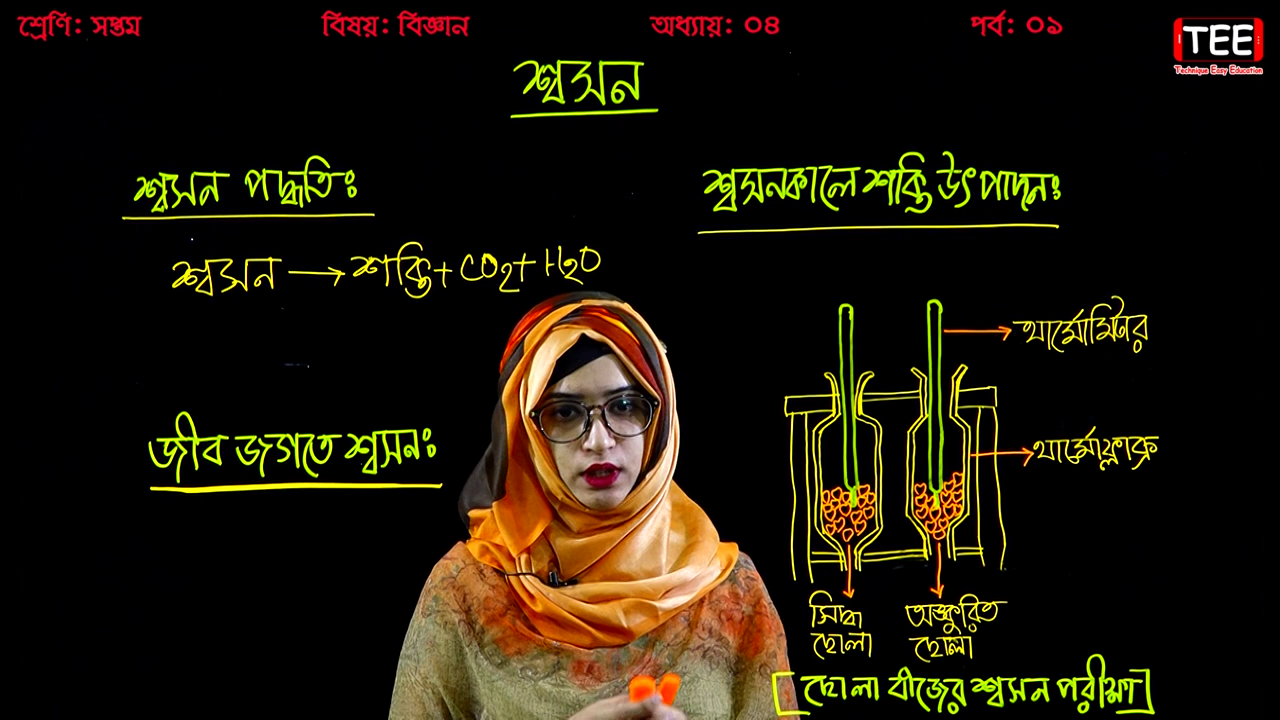 শ্রেণি: সপ্তম
বিষয়: বিজ্ঞান
অধ্যায়: ০৪
পর্ব: ০১
TEE
Technique Easy Education
শ্বসন
শ্বসন পদ্ধতিঃ
শ্বসন → শক্তি + CO₂ + H₂O
জীব জগতে শ্বসনঃ
শ্বসনকালে শক্তি উৎপাদনঃ
থার্মোমিটার
থার্মোফ্লাক্স
সিদ্ধ
ছোলা
অঙ্কুরিত
ছোলা
[ছোলা বীজের শ্বসন পরীক্ষা]